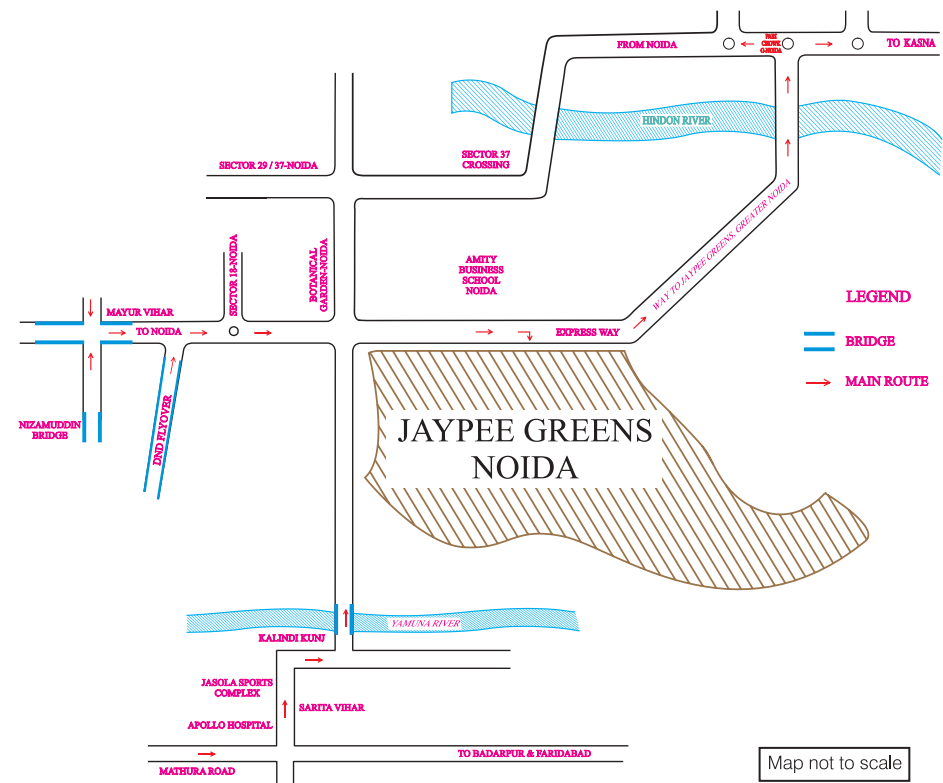 FROM NOIDA
PARI
CHOWK
G-NOIDA
TO KASNA
HINDON RIVER
SECTOR 37
CROSSING
SECTOR 29 / 37-NOIDA
WAY TO JAYPEE GREENS, GREATER NOIDA
SECTOR 18-NOIDA
BOTANICAL
GARDEN-NOIDA
AMITY
BUSINESS
SCHOOL
NOIDA
LEGEND
BRIDGE
MAIN ROUTE
MAYUR VIHAR
TO NOIDA
EXPRESS WAY
NIZAMUDDIN
BRIDGE
DND FLYOVER
JAYPEE GREENS
NOIDA
YAMUNA RIVER
KALINDI KUNJ
JASOLA SPORTS
COMPLEX
SARITA VIHAR
APOLLO HOSPITAL
TO BADARPUR & FARIDABAD
MATHURA ROAD
Map not to scale